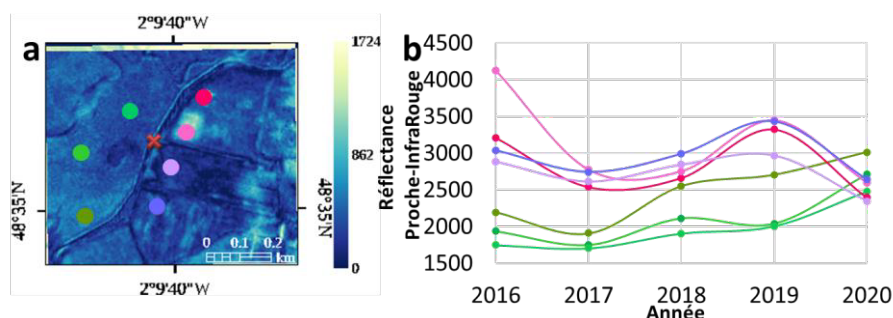 a
2°9'40"W
48°35'N
48°35'N
2°9'40"W
0 0.1 0.2
km
1724
862
0
Réflectance
b
Proche-InfraRouge
4500
4000
3500
3000
2500
2000
1500
2016 2017 2018 2019 2020
Année